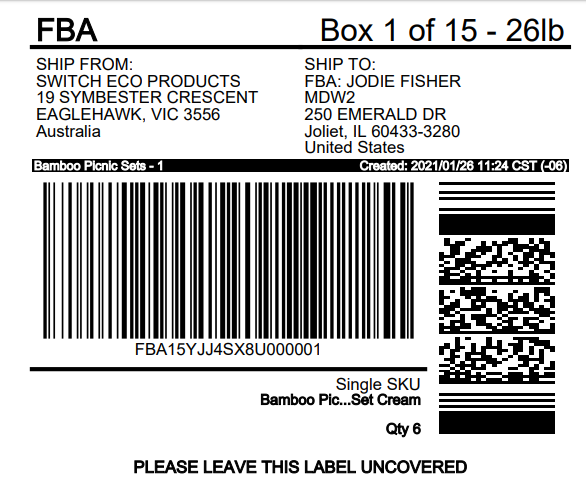 FBA
Box 1 of 15 - 26lb
SHIP FROM:
SWITCH ECO PRODUCTS
19 SYMBESTER CRESCENT
EAGLEHAWK, VIC 3556
Australia
SHIP TO:
FBA: JODIE FISHER
MDW2
250 EMERALD DR
Joliet, IL 60433-3280
United States
Bamboo Picnic Sets - 1
Created: 2021/01/26 11:24 CST (-06)
FBA15YJJ4SX8U000001
Single SKU
Bamboo Pic...Set Cream
Qty 6
PLEASE LEAVE THIS LABEL UNCOVERED